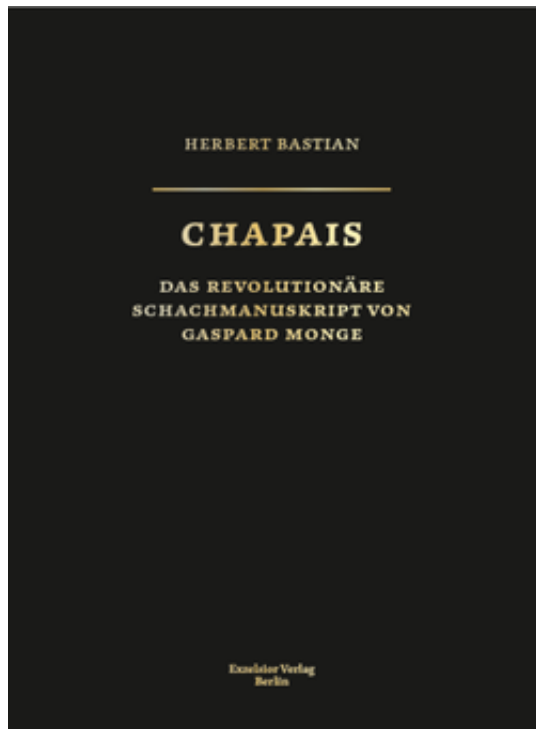 HERBERT BASTIAN
CHAPAIS
DAS REVOLUTIONÄRE
SCHACHMANUSKRIPT VON
GASPARD MONGE
Exzelsior Verlag
Berlin